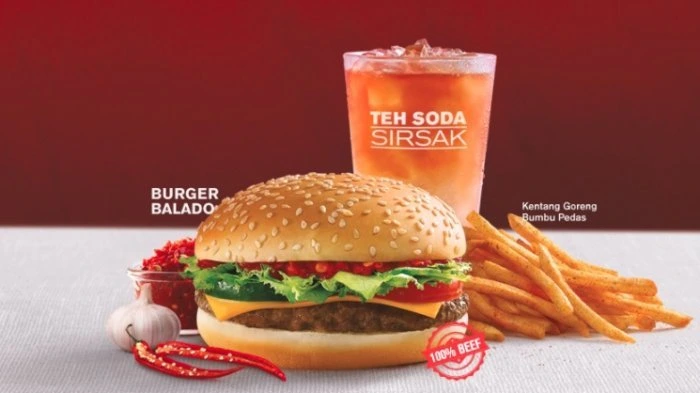 TEH SODA
SIRSAK
BURGER
BALADO
Kentang Goreng
Bumbu Pedas
100% BEEF